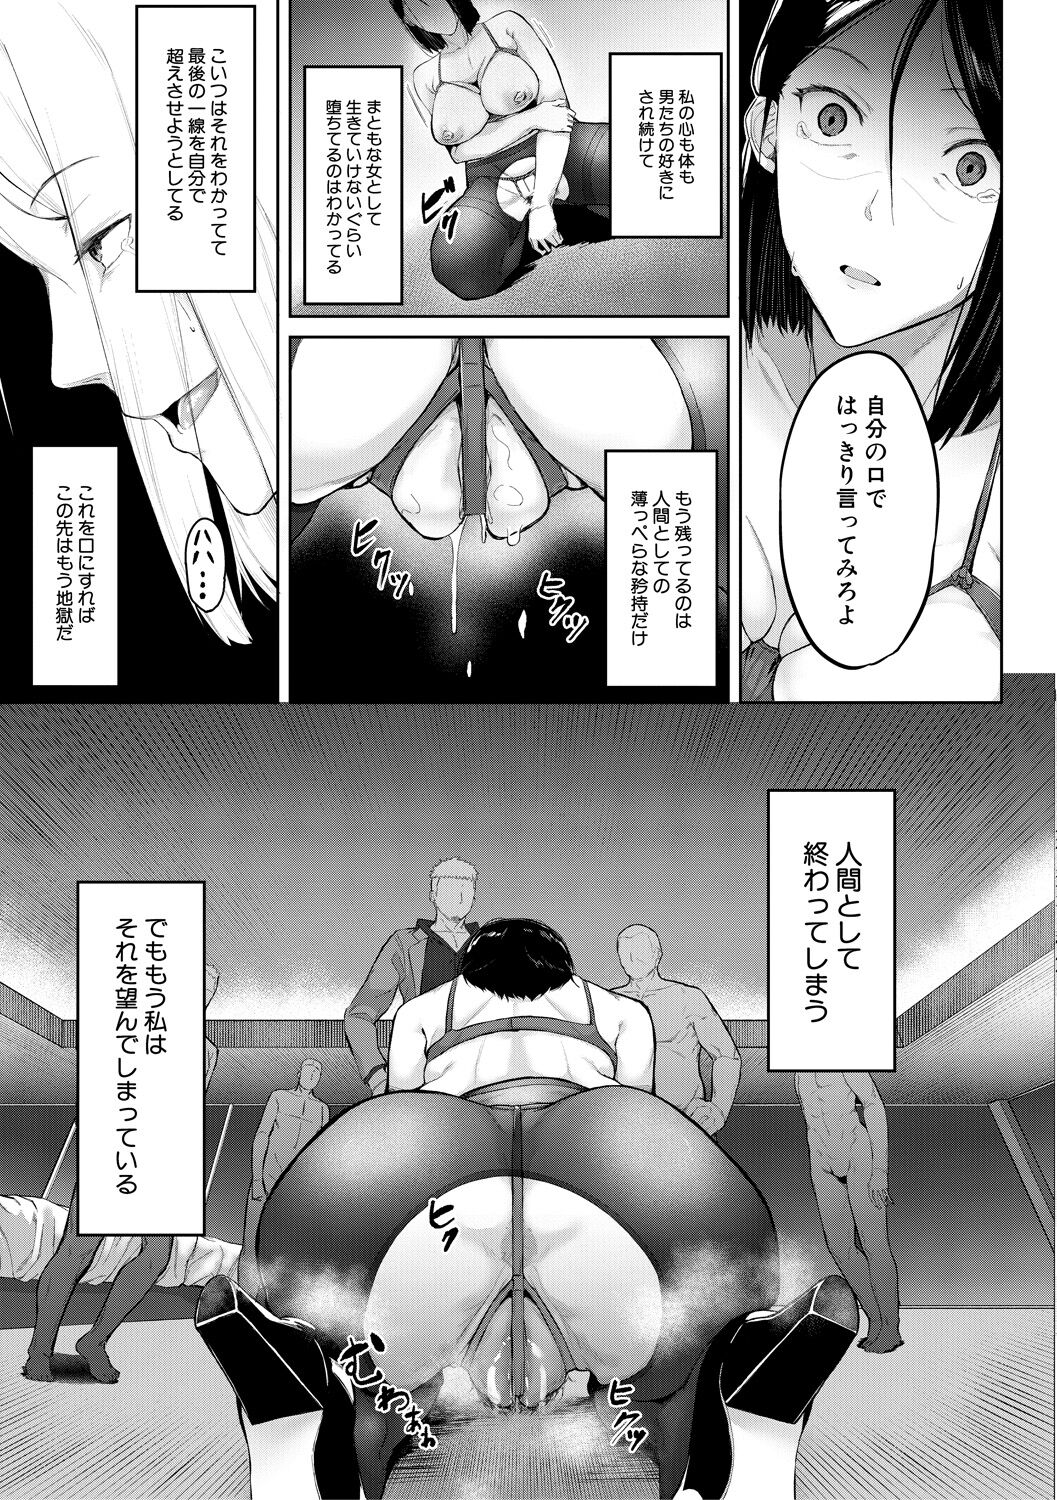 自分の口で
はっきり言ってみろよ
私の心も体も
男たちの好きに
され続けて
まともな女として
生きていけないぐらい
堕ちてるのはわかってる
ビクッ
もう残ってるのは
人間としての
薄っぺらな矜持だけ
ビクッ
ヒクッ
こいつはそれをわかってて
最後の一線を自分で
超えさせようとしてる
ハハ…
これを口にすれば
この先はもう地獄だ
人間として
終わってしまう
でももう私は
それを望んでしまっている
ヒクッ
ヒクッ
むわぁぁ